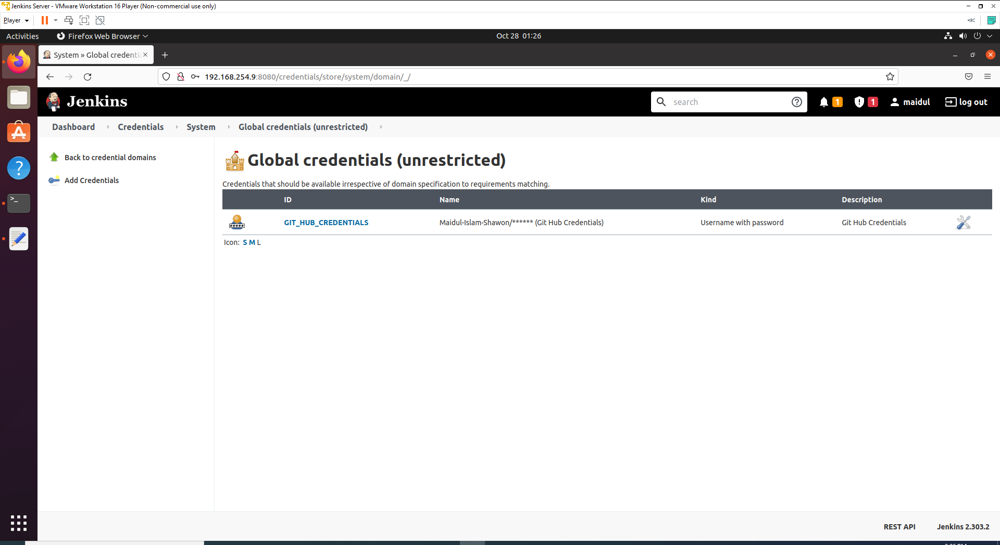 Jenkins Server - VMware Workstation 16 Player (Non-commercial use only)
Player
Activities Firefox Web Browser Oct 28 01:26
System » Global credentia
192.168.254.9:8080/credentials/store/system/domain/_/
Jenkins search 1 1 maidul log out
Dashboard Credentials System Global credentials (unrestricted)
Back to credential domains
Add Credentials
Global credentials (unrestricted)
Credentials that should be available irrespective of domain specification to requirements matching.
ID Name Kind Description
GIT_HUB_CREDENTIALS Maidul-Islam-Shawon/****** (Git Hub Credentials) Username with password Git Hub Credentials
Icon: S M L
REST API Jenkins 2.303.2